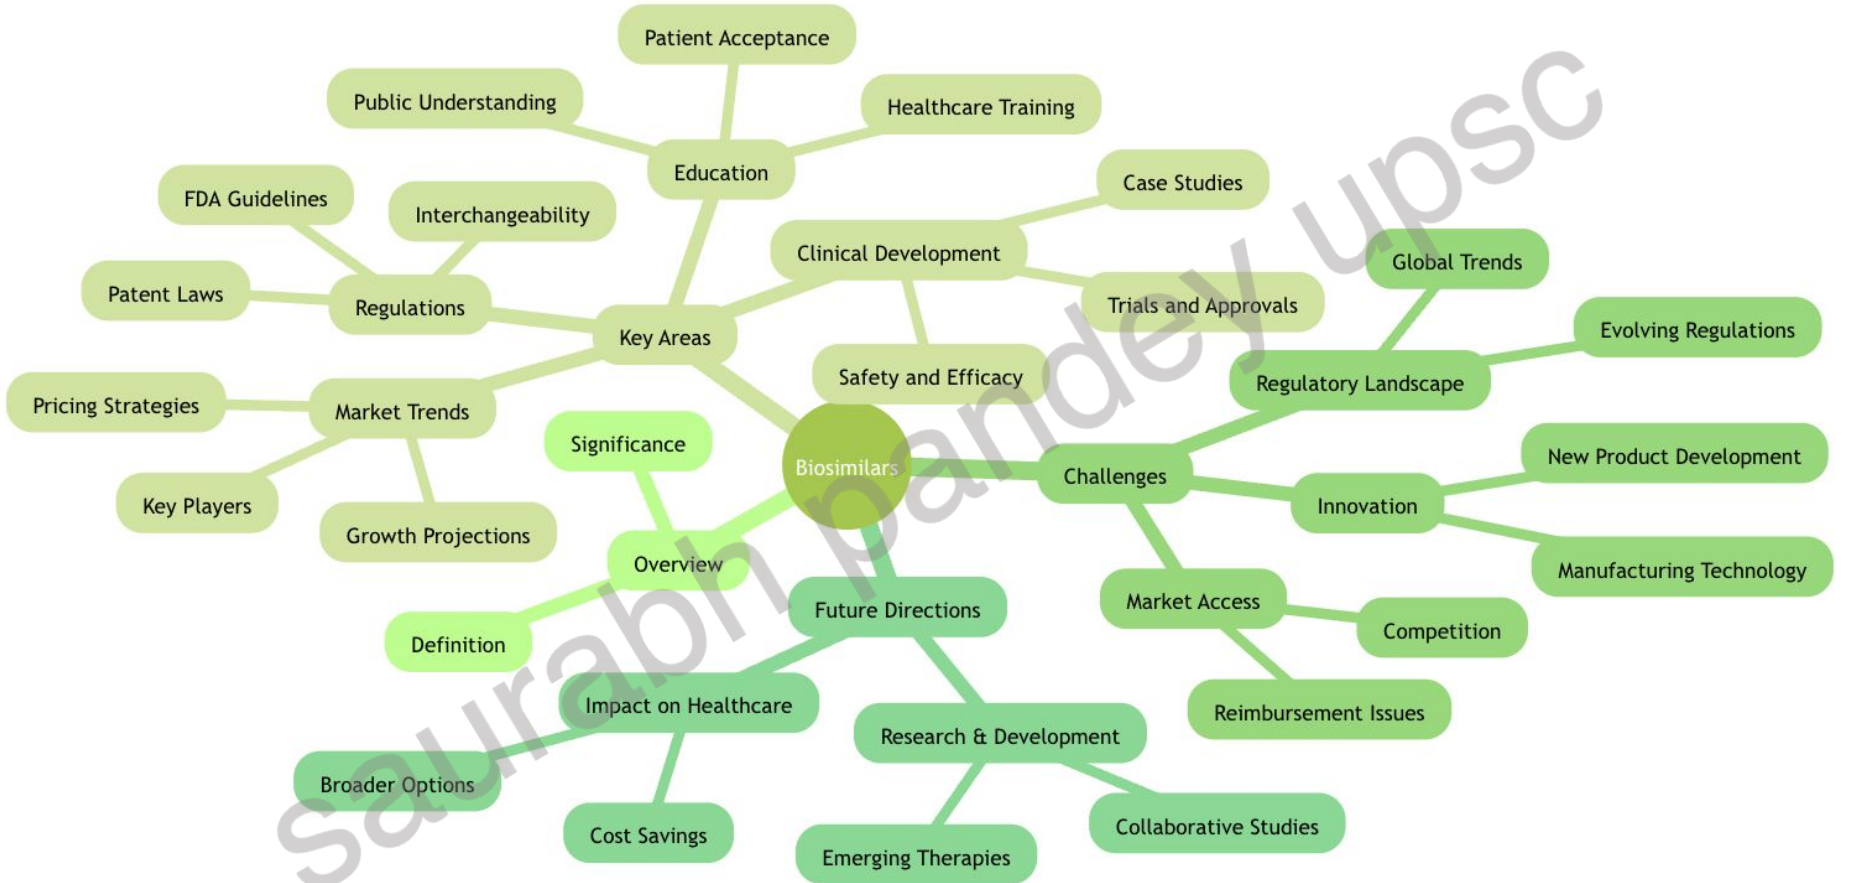 Patient Acceptance
Public Understanding
Healthcare Training
Education
FDA Guidelines
Interchangeability
Case Studies
Clinical Development
Patent Laws
Regulations
Trials and Approvals
Key Areas
Safety and Efficacy
Global Trends
Evolving Regulations
Regulatory Landscape
Pricing Strategies
Market Trends
Significance
Biosimilars
Challenges
New Product Development
Innovation
Key Players
Growth Projections
Overview
Manufacturing Technology
Definition
Future Directions
Market Access
Competition
Impact on Healthcare
Reimbursement Issues
Research & Development
Broader Options
Cost Savings
Collaborative Studies
Emerging Therapies
saurabh pandey upsc